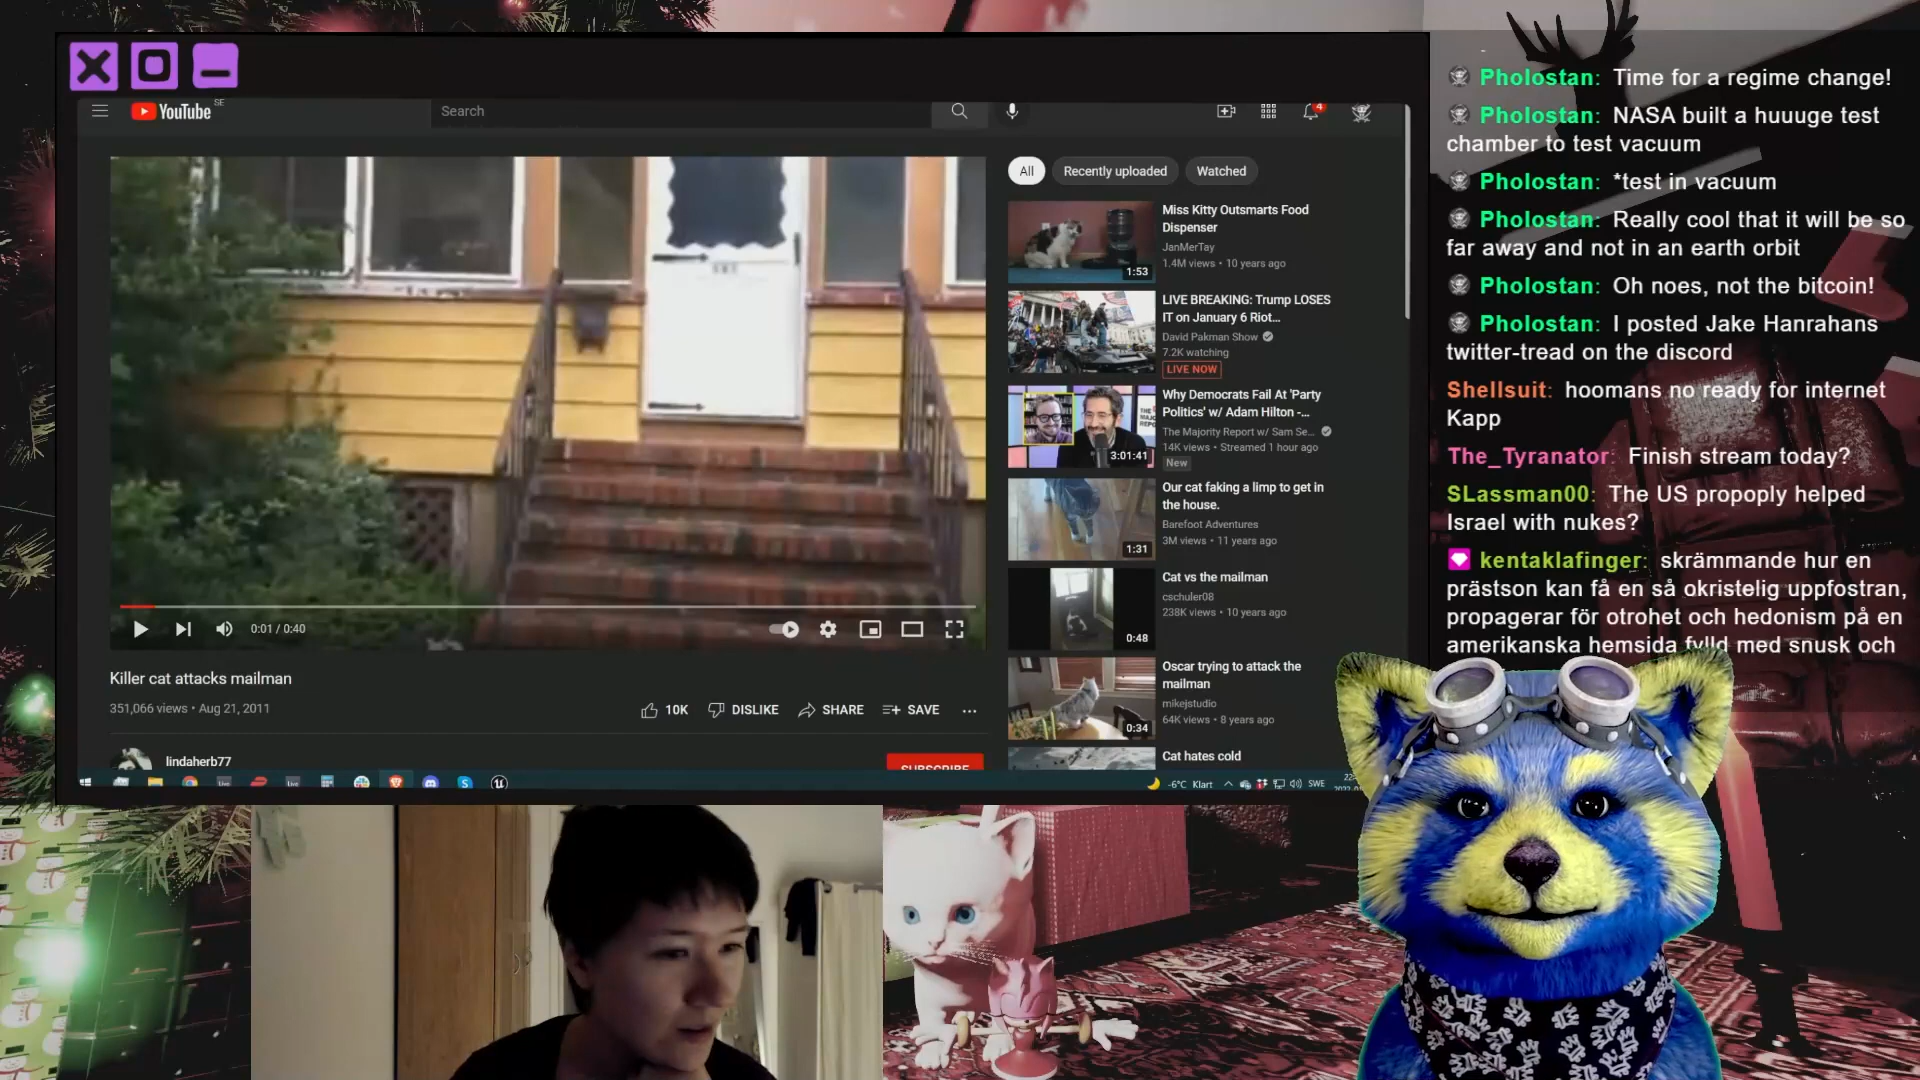 YouTube SE
Search
4
All
Recently uploaded
Watched
Miss Kitty Outsmarts Food
Dispenser
JanMerTay
1.4M views • 10 years ago
1:53
LIVE BREAKING: Trump LOSES
IT on January 6 Riot...
David Pakman Show
7.2K watching
LIVE NOW
Why Democrats Fail At 'Party
Politics' w/ Adam Hilton -...
The Majority Report w/ Sam Se...
14K views • Streamed 1 hour ago
3:01:41
New
Our cat faking a limp to get in
the house.
Barefoot Adventures
3M views • 11 years ago
1:31
Cat vs the mailman
cschuler08
238K views • 10 years ago
0:48
Oscar trying to attack the
mailman
mikejstudio
64K views • 8 years ago
0:34
Cat hates cold
0:01 / 0:40
Killer cat attacks mailman
351,066 views • Aug 21, 2011
10K
DISLIKE
SHARE
SAVE
lindaherb77
SUBSCRIBE
-6°C Klart
SWE
Pholostan: Time for a regime change!
Pholostan: NASA built a huuuge test
chamber to test vacuum
Pholostan: *test in vacuum
Pholostan: Really cool that it will be so
far away and not in an earth orbit
Pholostan: Oh noes, not the bitcoin!
Pholostan: I posted Jake Hanrahans
twitter-tread on the discord
Shellsuit: hoomans no ready for internet
Kapp
The_Tyranator: Finish stream today?
SLassman00: The US propoply helped
Israel with nukes?
kentaklafinger: skrämmande hur en
prästson kan få en så okristelig uppfostran,
propagerar för otrohet och hedonism på en
amerikanska hemsida fylld med snusk och